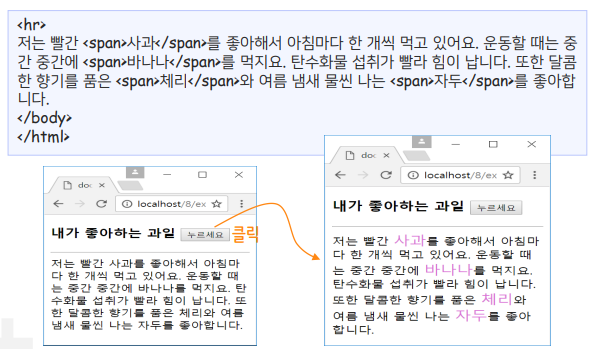 <hr>
저는 빨간 <span>사과</span>를 좋아해서 아침마다 한 개씩 먹고 있어요. 운동할 때는 중
간 중간에 <span>바나나</span>를 먹지요. 탄수화물 섭취가 빨라 힘이 납니다. 또한 달콤
한 향기를 품은 <span>체리</span>와 여름 냄새 물씬 나는 <span>자두</span>를 좋아합
니다.
</body>
</html>
doc
localhost/8/ex
내가 좋아하는 과일 누르세요 클릭
저는 빨간 사과를 좋아해서 아침마
다 한 개씩 먹고 있어요. 운동할 때
는 중간 중간에 바나나를 먹지요. 탄
수화물 섭취가 빨라 힘이 납니다. 또
한 달콤한 향기를 품은 체리와 여름
냄새 물씬 나는 자두를 좋아합니다.
doc
localhost/8/ex
내가 좋아하는 과일 누르세요
저는 빨간 사과를 좋아해서 아침마
다 한 개씩 먹고 있어요. 운동할 때
는 중간 중간에 바나나를 먹지요.
탄수화물 섭취가 빨라 힘이 납니다.
또한 달콤한 향기를 품은 체리와
여름 냄새 물씬 나는 자두를 좋아
합니다.